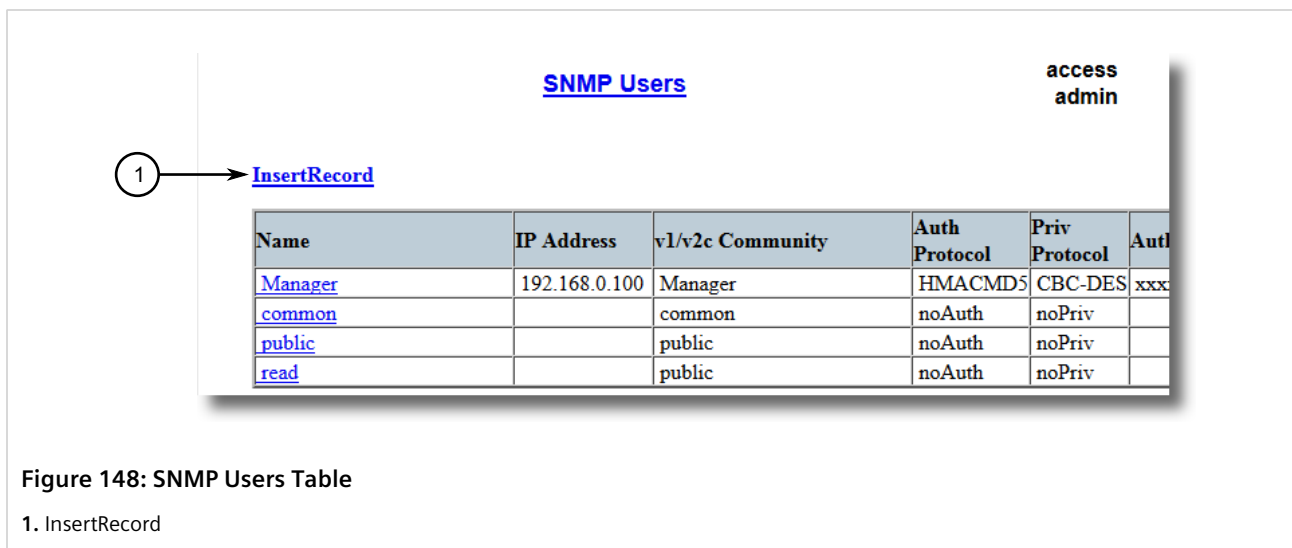 SNMP Users
access
admin
1
InsertRecord
Name IP Address v1/v2c Community Auth Protocol Priv Protocol
Manager 192.168.0.100 Manager HMACMD5 CBC-DES
common common noAuth noPriv
public public noAuth noPriv
read public noAuth noPriv
Figure 148: SNMP Users Table
1. InsertRecord